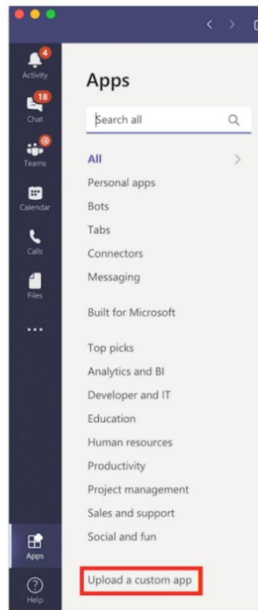 4
Activity
18
Chat
Teams
Calendar
Calls
Files
Apps
Help
Apps
Search all
All
Personal apps
Bots
Tabs
Connectors
Messaging
Built for Microsoft
Top picks
Analytics and BI
Developer and IT
Education
Human resources
Productivity
Project management
Sales and support
Social and fun
Upload a custom app